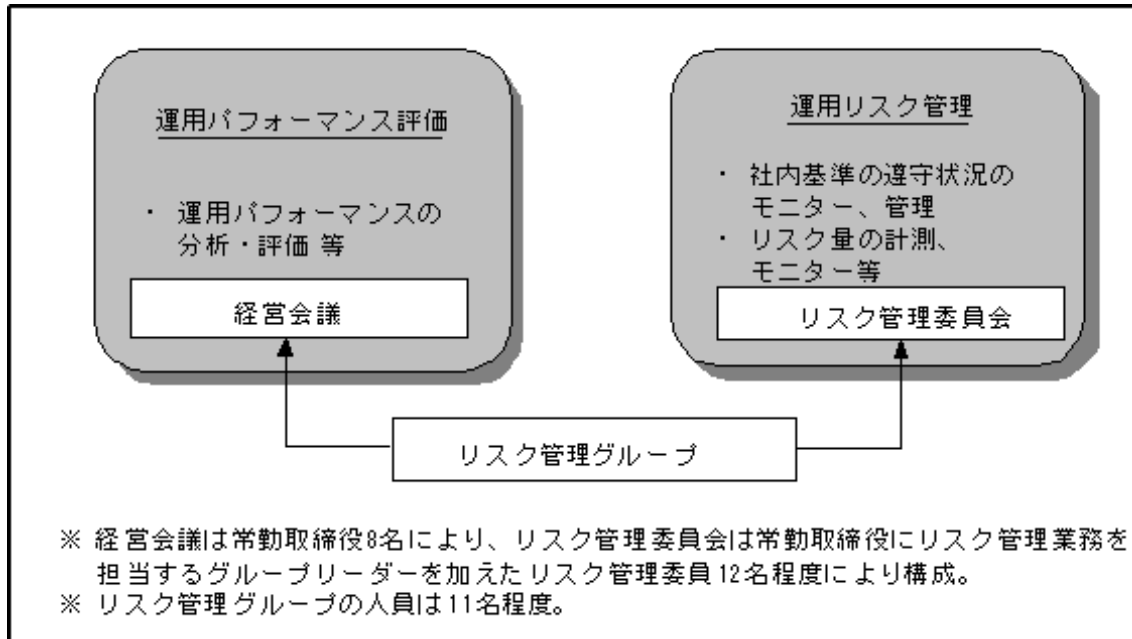 運用パフォーマンス評価
・ 運用パフォーマンスの
分析・評価 等
経営会議
運用リスク管理
・ 社内基準の遵守状況の
モニター、管理
・ リスク量の計測、
モニター等
リスク管理委員会
リスク管理グループ
※ 経営会議は常勤取締役8名により、リスク管理委員会は常勤取締役にリスク管理業務を
担当するグループリーダーを加えたリスク管理委員12名程度により構成。
※ リスク管理グループの人員は11名程度。